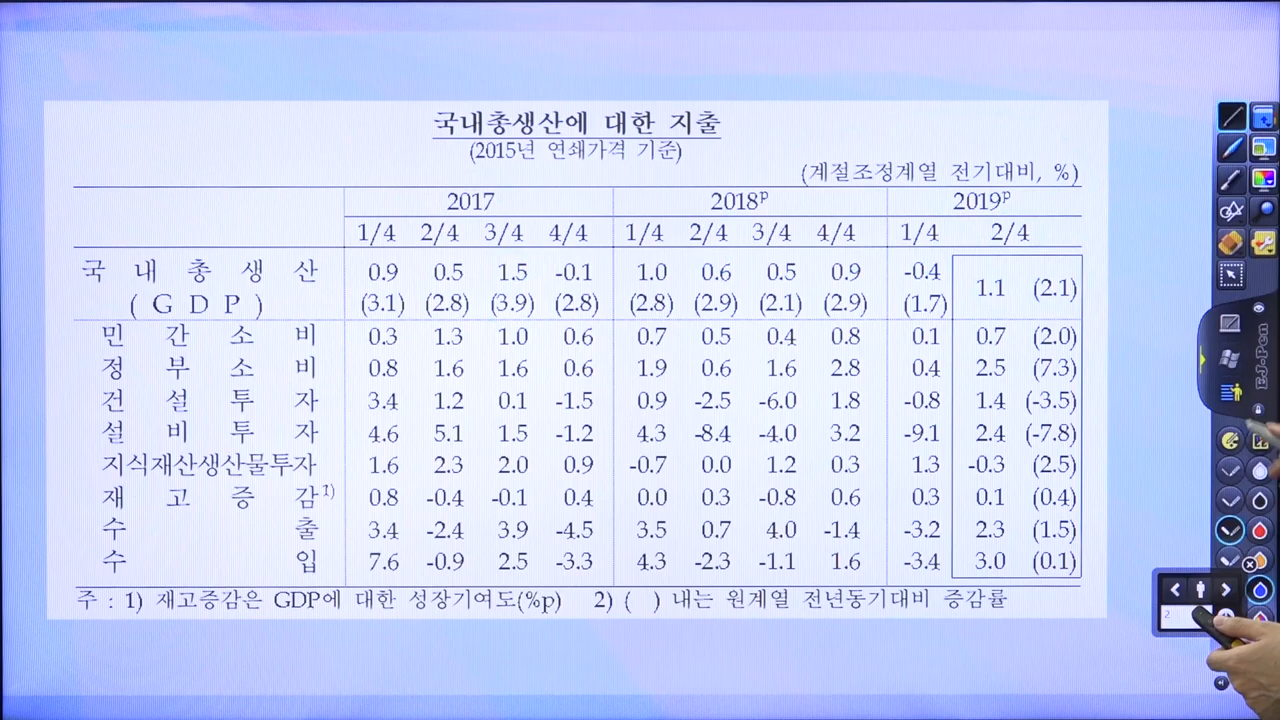 국내총생산에 대한 지출
(2015년 연쇄가격 기준)
(계절조정계열 전기대비, %)
2017 2018ᵖ 2019ᵖ
1/4 2/4 3/4 4/4 1/4 2/4 3/4 4/4 1/4 2/4
국내총생산 0.9 0.5 1.5 -0.1 1.0 0.6 0.5 0.9 -0.4 1.1 (2.1)
(GDP) (3.1) (2.8) (3.9) (2.8) (2.8) (2.9) (2.1) (2.9) (1.7)
민간소비 0.3 1.3 1.0 0.6 0.7 0.5 0.4 0.8 0.1 0.7 (2.0)
정부소비 0.8 1.6 1.6 0.6 1.9 0.6 1.6 2.8 0.4 2.5 (7.3)
건설투자 3.4 1.2 0.1 -1.5 0.9 -2.5 -6.0 1.8 -0.8 1.4 (-3.5)
설비투자 4.6 5.1 1.5 -1.2 4.3 -8.4 -4.0 3.2 -9.1 2.4 (-7.8)
지식재산생산물투자 1.6 2.3 2.0 0.9 -0.7 0.0 1.2 0.3 1.3 -0.3 (2.5)
재고증감¹⁾ 0.8 -0.4 -0.1 0.4 0.0 0.3 -0.8 0.6 0.3 0.1 (0.4)
수출 3.4 -2.4 3.9 -4.5 3.5 0.7 4.0 -1.4 -3.2 2.3 (1.5)
수입 7.6 -0.9 2.5 -3.3 4.3 -2.3 -1.1 1.6 -3.4 3.0 (0.1)
주 : 1) 재고증감은 GDP에 대한 성장기여도(%p) 2) ( ) 내는 원계열 전년동기대비 증감률
EJ-Pen
2